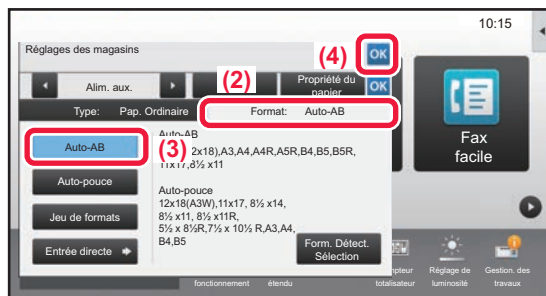 10:15
Réglages des magasins
(4)
OK
Alim. aux.
(2)
Propriété du
papier
OK
Type: Pap. Ordinaire
Format: Auto-AB
Auto-AB
(3)
Auto-pouce
Jeu de formats
Entrée directe
Auto-AB
2x18),A3,A4,A4R,A5R,B4,B5,B5R,
11x17,8½ x11
Auto-pouce
12x18(A3W),11x17, 8½ x14,
8½ x11, 8½ x11R,
5½ x 8½R,7½ x 10½ R,A3,A4,
B4,B5
Form. Détect.
Sélection
Fax
facile
fonctionnement
étendu
totalisateur
Réglage de
luminosité
Gestion. des
travaux